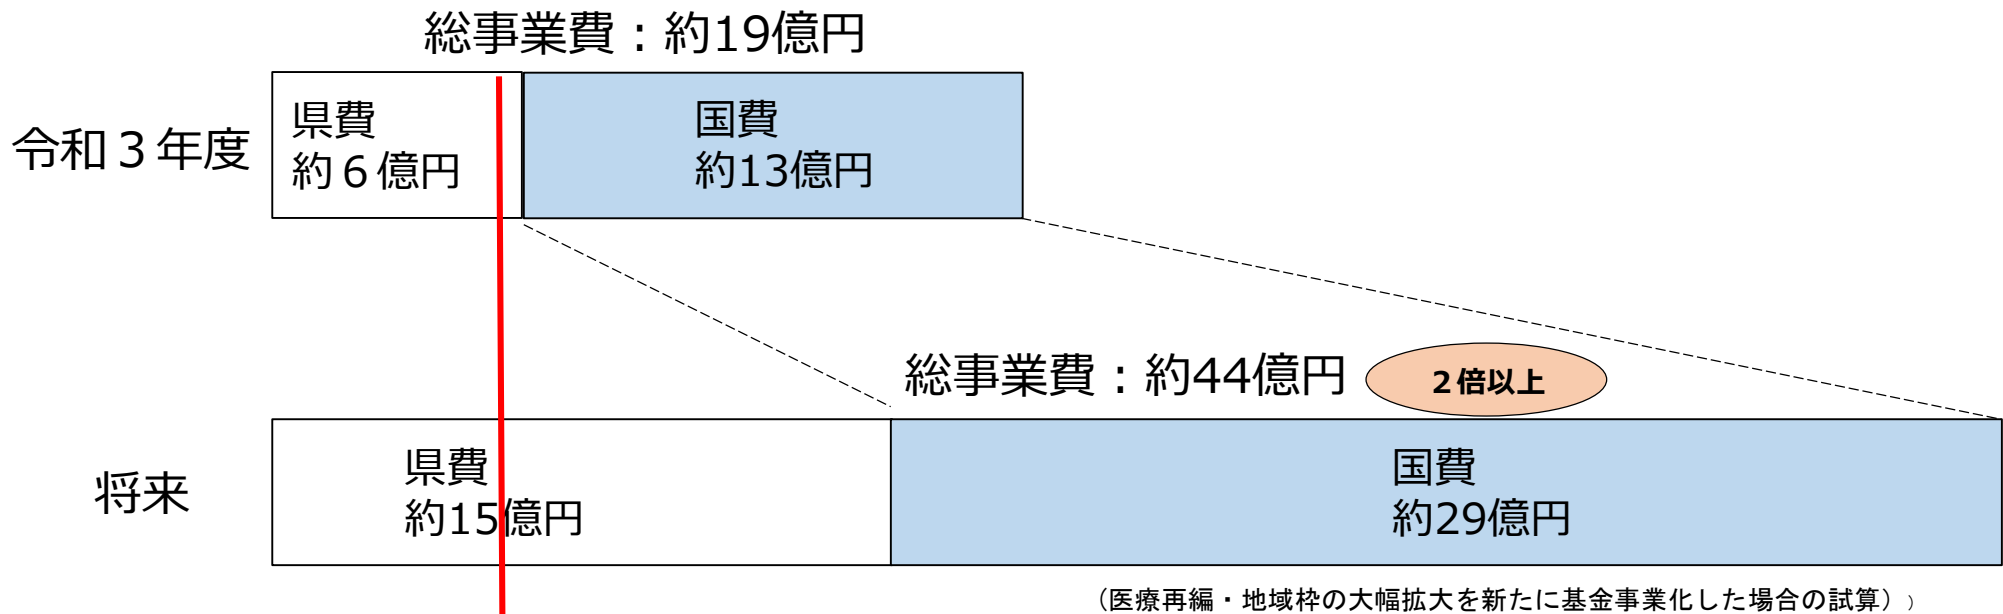 総事業費：約19億円
令和３年度
県費
約６億円
国費
約13億円
総事業費：約44億円
２倍以上
将来
県費
約15億円
国費
約29億円
（医療再編・地域枠の大幅拡大を新たに基金事業化した場合の試算））